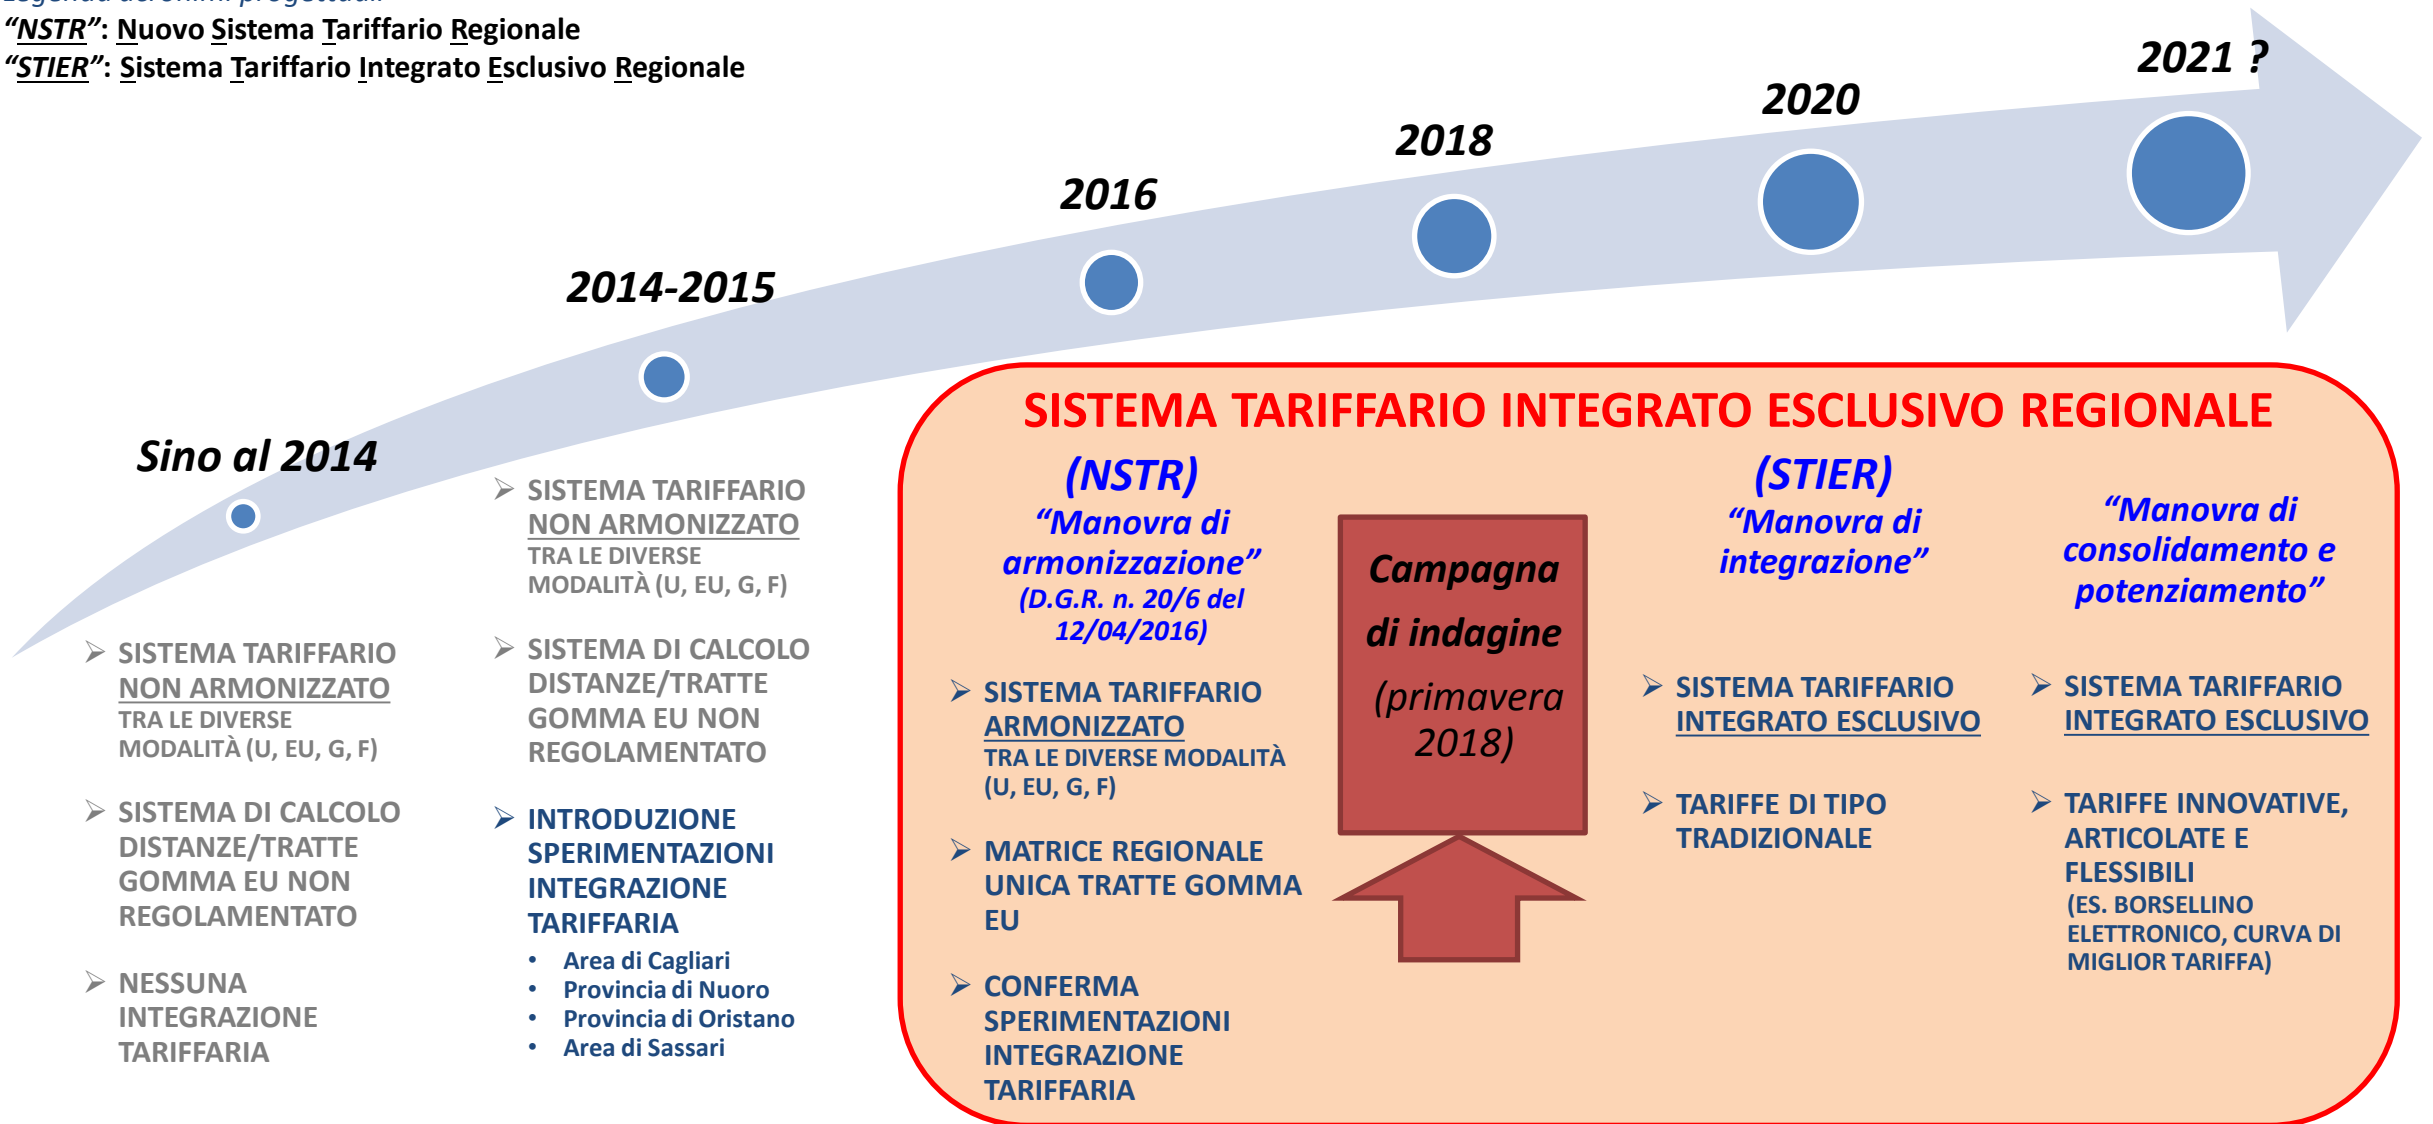 Legenda acronimi progettuali:
“NSTR”: Nuovo Sistema Tariffario Regionale
“STIER”: Sistema Tariffario Integrato Esclusivo Regionale
Sino al 2014
➢ SISTEMA TARIFFARIO
NON ARMONIZZATO
TRA LE DIVERSE
MODALITÀ (U, EU, G, F)
➢ SISTEMA DI CALCOLO
DISTANZE/TRATTE
GOMMA EU NON
REGOLAMENTATO
➢ NESSUNA
INTEGRAZIONE
TARIFFARIA
2014-2015
➢ SISTEMA TARIFFARIO
NON ARMONIZZATO
TRA LE DIVERSE
MODALITÀ (U, EU, G, F)
➢ SISTEMA DI CALCOLO
DISTANZE/TRATTE
GOMMA EU NON
REGOLAMENTATO
➢ INTRODUZIONE
SPERIMENTAZIONI
INTEGRAZIONE
TARIFFARIA
• Area di Cagliari
• Provincia di Nuoro
• Provincia di Oristano
• Area di Sassari
2016
2018
2020
2021 ?
SISTEMA TARIFFARIO INTEGRATO ESCLUSIVO REGIONALE
(NSTR)
“Manovra di
armonizzazione”
(D.G.R. n. 20/6 del
12/04/2016)
➢ SISTEMA TARIFFARIO
ARMONIZZATO
TRA LE DIVERSE MODALITÀ
(U, EU, G, F)
➢ MATRICE REGIONALE
UNICA TRATTE GOMMA
EU
➢ CONFERMA
SPERIMENTAZIONI
INTEGRAZIONE
TARIFFARIA
Campagna
di indagine
(primavera
2018)
(STIER)
“Manovra di
integrazione”
➢ SISTEMA TARIFFARIO
INTEGRATO ESCLUSIVO
➢ TARIFFE DI TIPO
TRADIZIONALE
“Manovra di
consolidamento e
potenziamento”
➢ SISTEMA TARIFFARIO
INTEGRATO ESCLUSIVO
➢ TARIFFE INNOVATIVE,
ARTICOLATE E
FLESSIBILI
(ES. BORSELLINO
ELETTRONICO, CURVA DI
MIGLIOR TARIFFA)